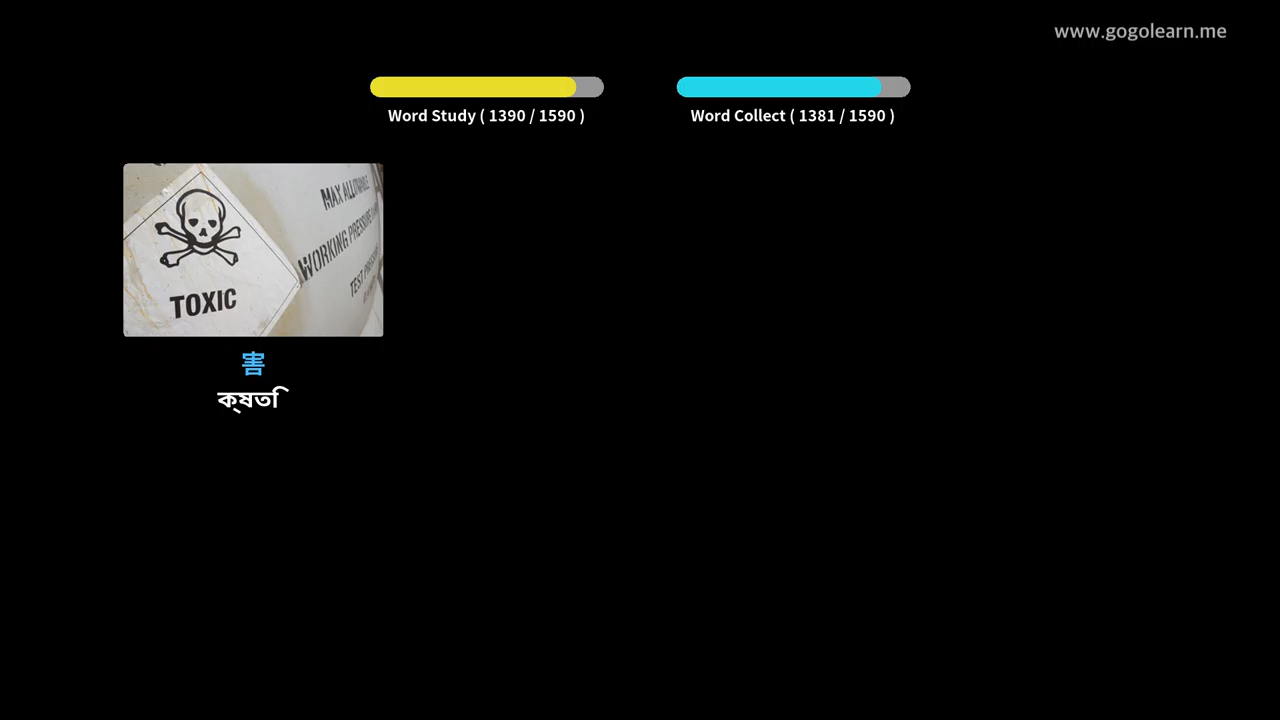 www.gogolearn.me
Word Study ( 1390 / 1590 )
Word Collect ( 1381 / 1590 )
MAX ALLOWABLE
WORKING PRESSURE
TEST
TOXIC
害
ক্ষতি